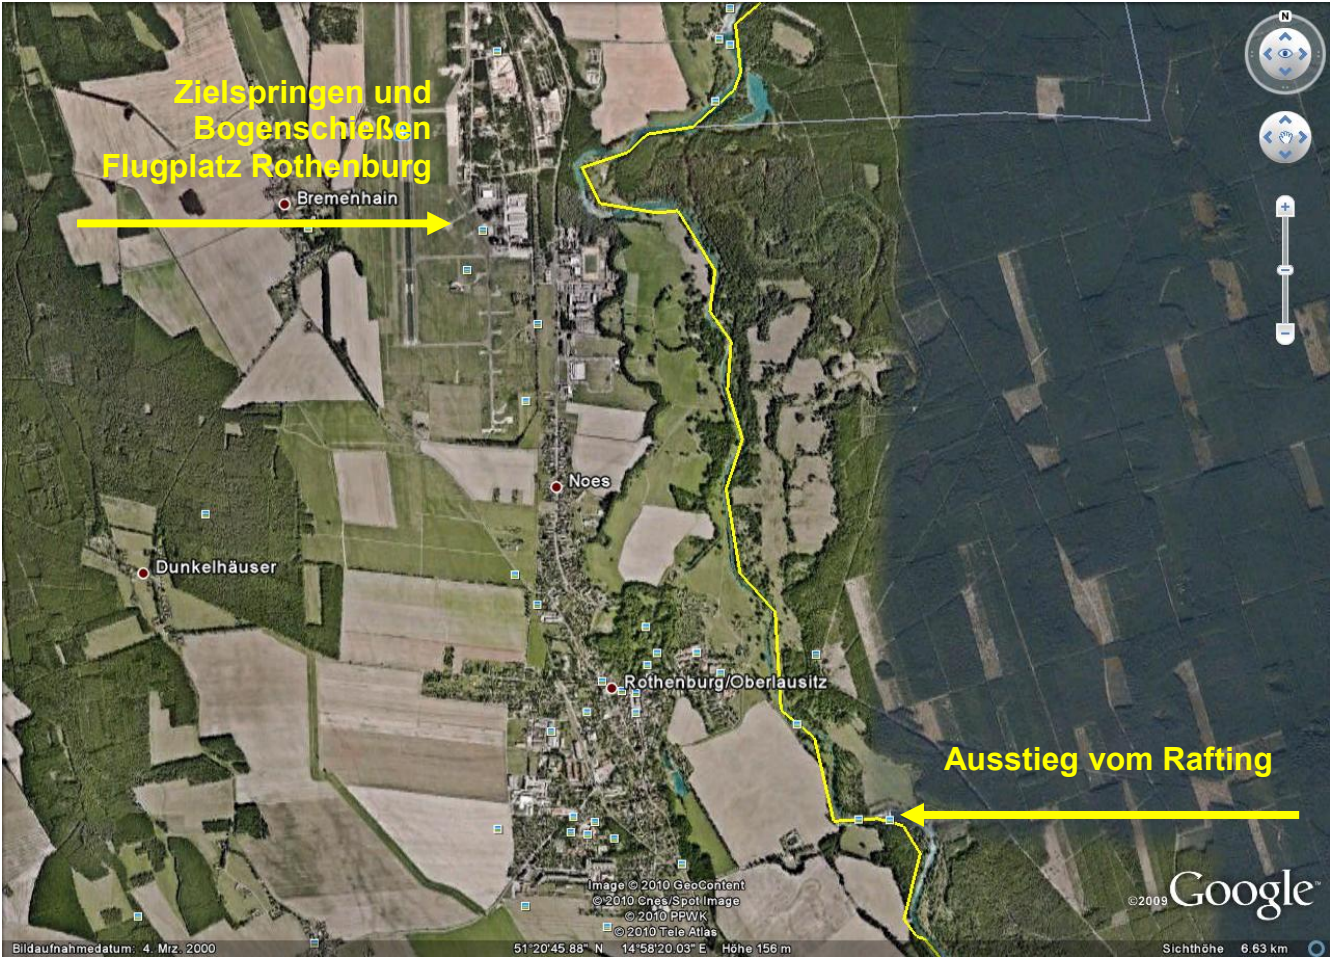 N
Zielspringen und
Bogenschießen
Flugplatz Rothenburg
Bremenhain
Noes
Dunkelhäuser
Rothenburg/Oberlausitz
Ausstieg vom Rafting
Image © 2010 GeoContent
© 2010 Cnes/Spot Image
© 2010 PPWK
© 2010 Tele Atlas
©2009 Google™
Bildaufnahmedatum: 4. Mrz. 2000
51°20'45.88" N 14°58'20.03" E Höhe 156 m
Sichthöhe 6.63 km